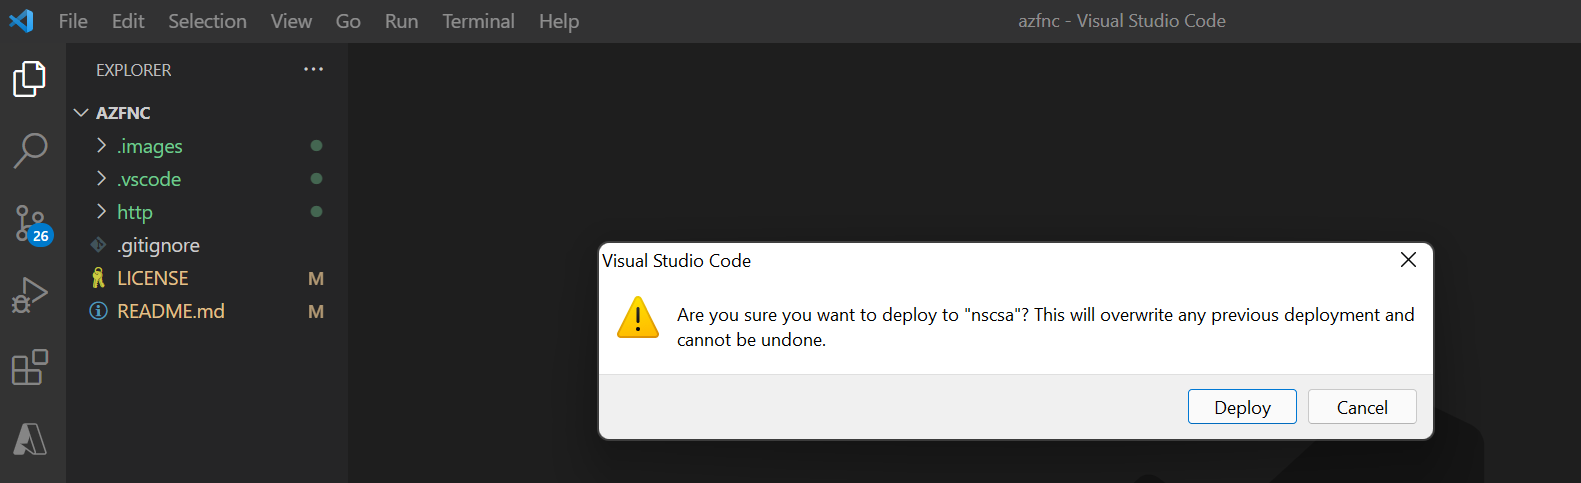 File Edit Selection View Go Run Terminal Help
azfnc - Visual Studio Code
EXPLORER
AZFNC
.images
.vscode
http
.gitignore
LICENSE M
README.md M
26
Visual Studio Code
Are you sure you want to deploy to "nscsa"? This will overwrite any previous deployment and
cannot be undone.
Deploy
Cancel